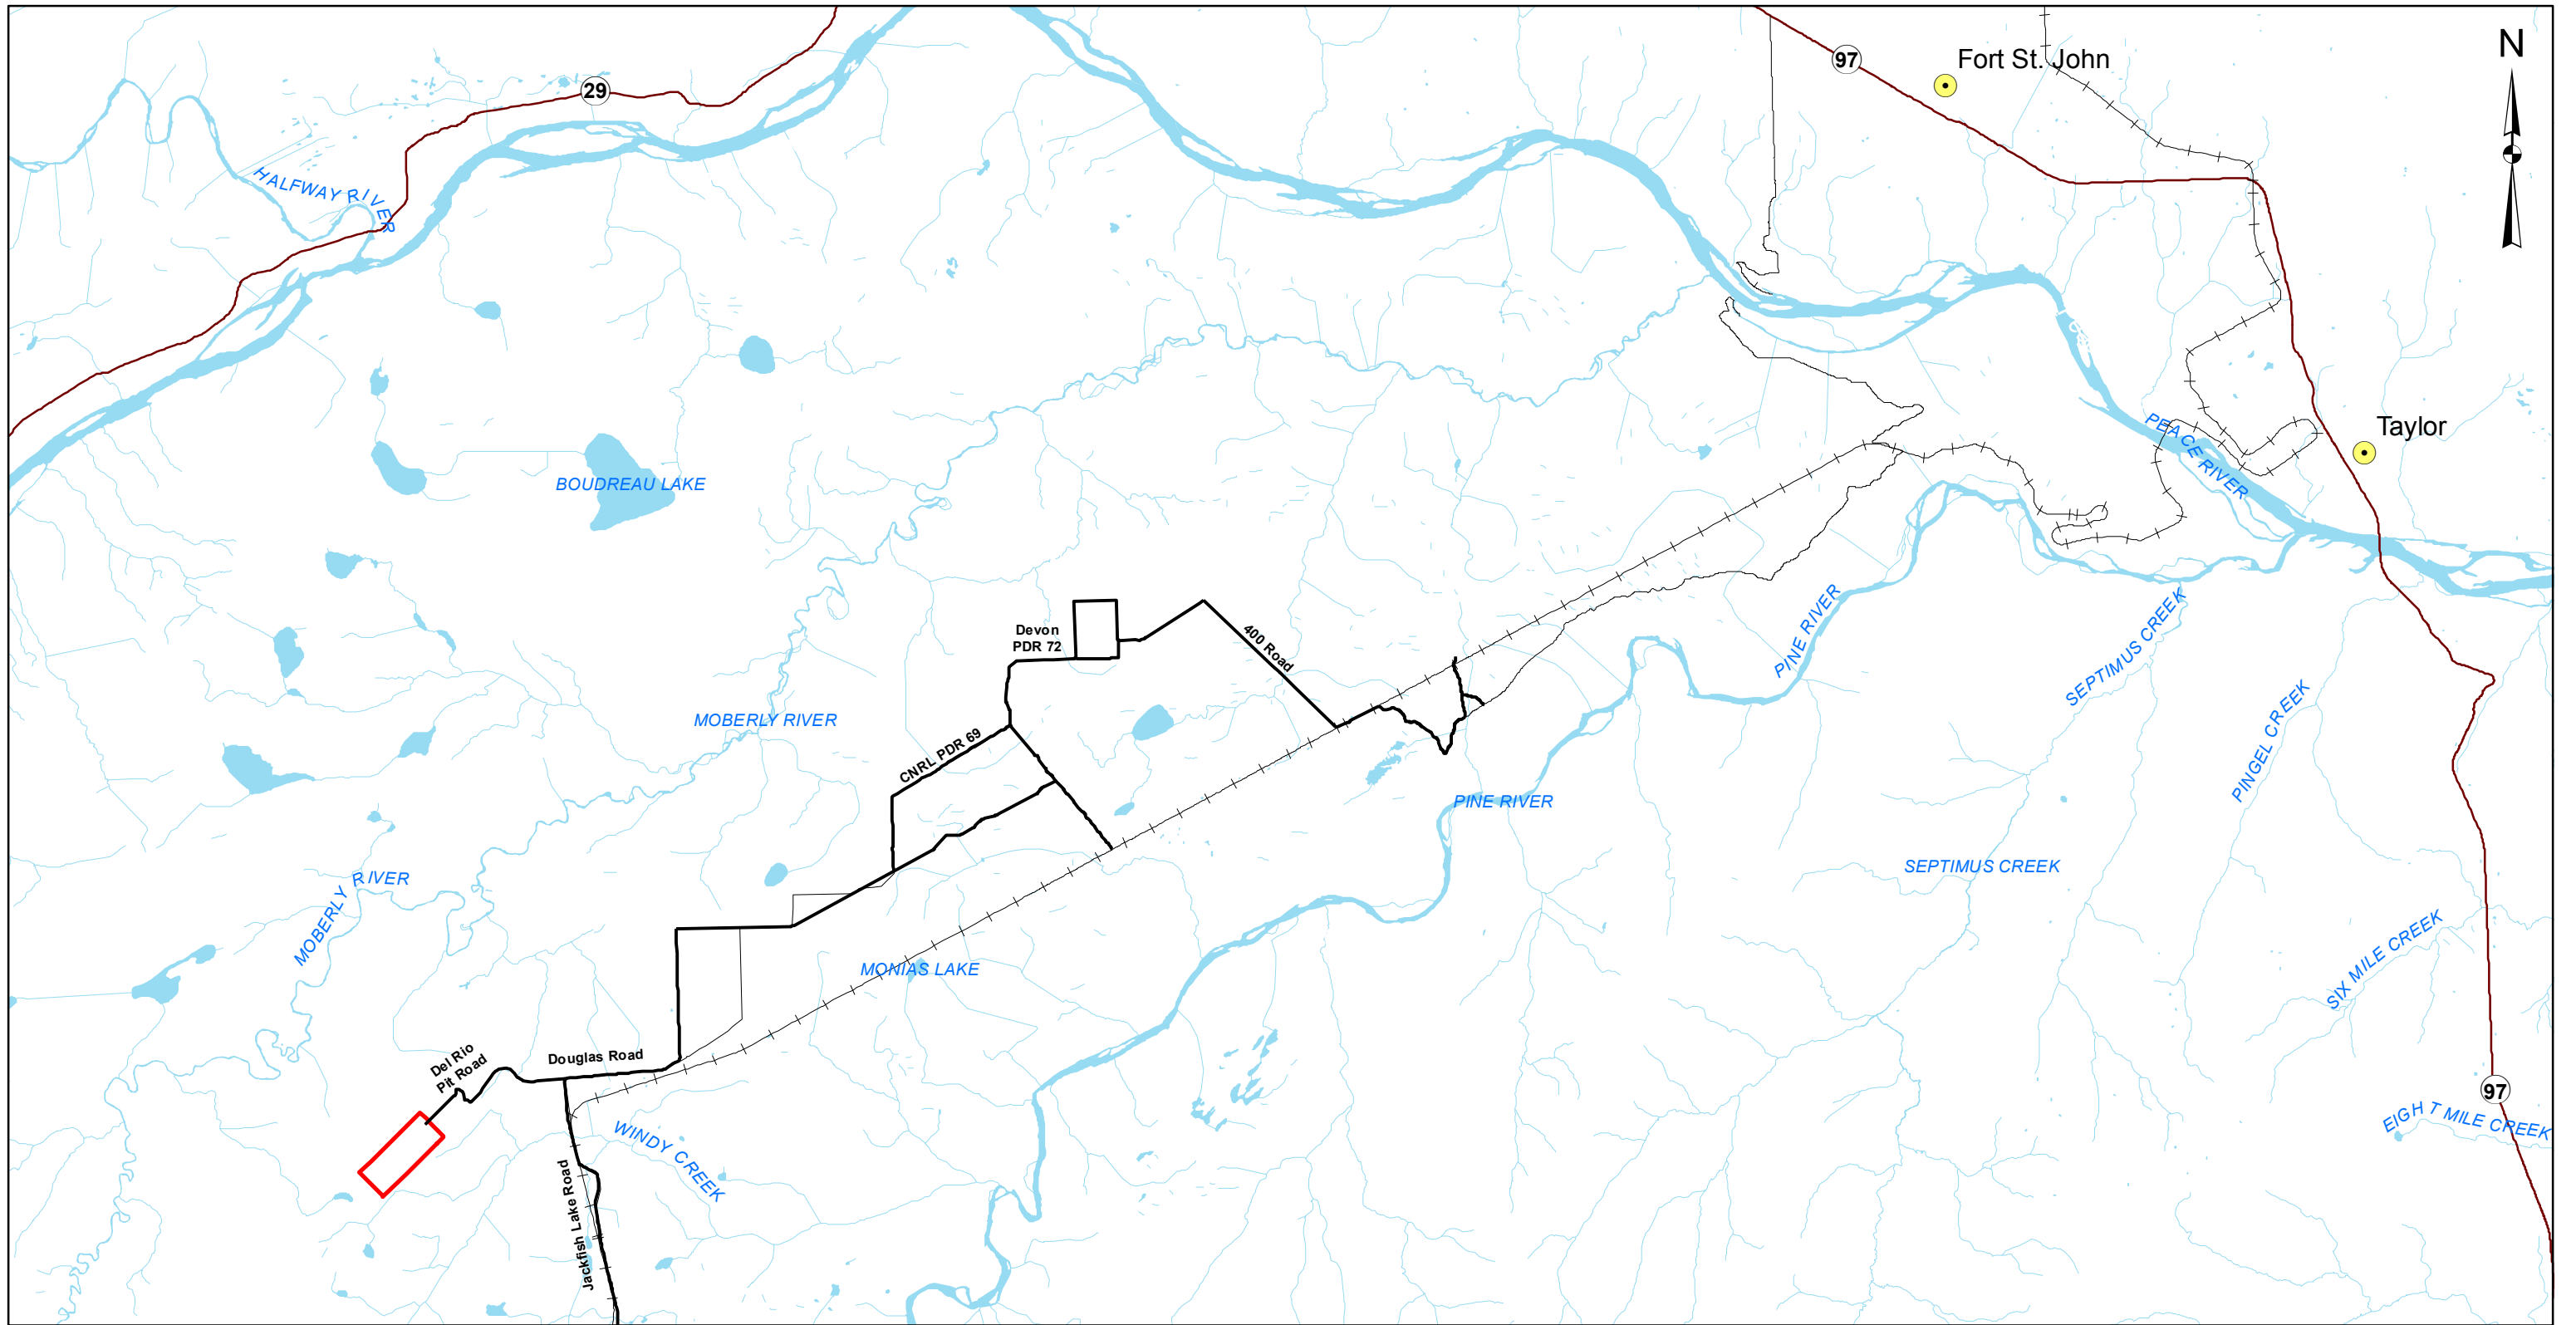 N
97
Fort St. John
29
HALFWAY RIVER
Taylor
PEACE RIVER
BOUDREAU LAKE
Devon
PDR 72
400 Road
PINE RIVER
SEPTIMUS CREEK
MOBERLY RIVER
CNRL PDR 69
PINGEL CREEK
PINE RIVER
SEPTIMUS CREEK
MOBERLY RIVER
MONIAS LAKE
SIX MILE CREEK
Del Rio
Pit Road
Douglas Road
97
EIGHT MILE CREEK
WINDY CREEK
Jackfish Lake Road